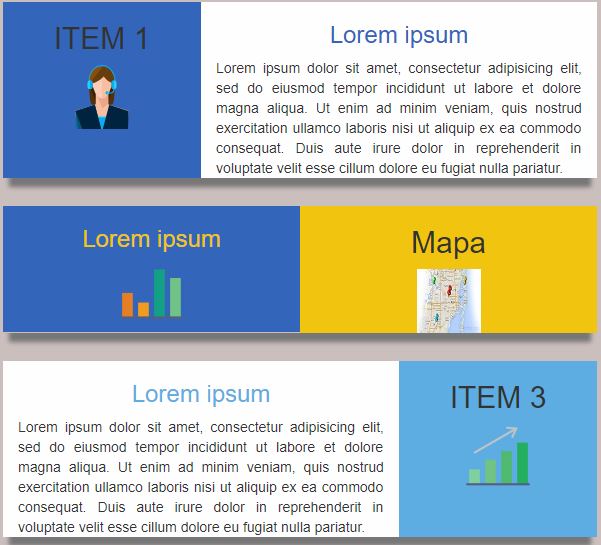 ITEM 1
Lorem ipsum
Lorem ipsum dolor sit amet, consectetur adipisicing elit,
sed do eiusmod tempor incididunt ut labore et dolore
magna aliqua. Ut enim ad minim veniam, quis nostrud
exercitation ullamco laboris nisi ut aliquip ex ea commodo
consequat. Duis aute irure dolor in reprehenderit in
voluptate velit esse cillum dolore eu fugiat nulla pariatur.
Lorem ipsum
Mapa
Lorem ipsum
Lorem ipsum dolor sit amet, consectetur adipisicing elit,
sed do eiusmod tempor incididunt ut labore et dolore
magna aliqua. Ut enim ad minim veniam, quis nostrud
exercitation ullamco laboris nisi ut aliquip ex ea commodo
consequat. Duis aute irure dolor in reprehenderit in
voluptate velit esse cillum dolore eu fugiat nulla pariatur.
ITEM 3